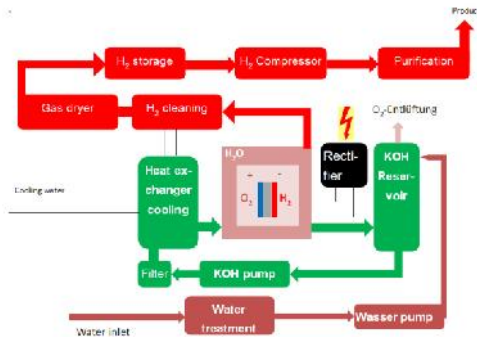 Produc
H₂ storage
H₂ Compressor
Purification
Gas dryer
H₂ cleaning
O₂-Entlüftung
H₂O
Recti-
fier
KOH
Reser-
voir
Heat ex-
changer
cooling
+ -
O₂ H₂
Cooling water
Filter
KOH pump
Water
treatment
Wasser pump
Water inlet